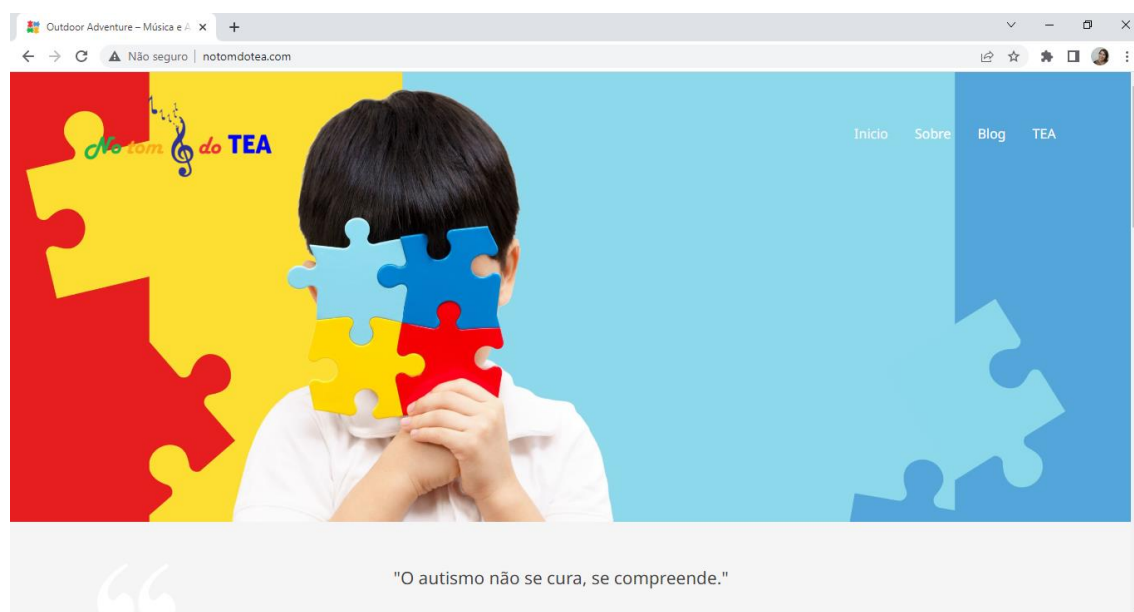 Outdoor Adventure – Música e A
Não seguro | notomdotea.com
No tom do TEA
Inicio Sobre Blog TEA
"O autismo não se cura, se compreende."